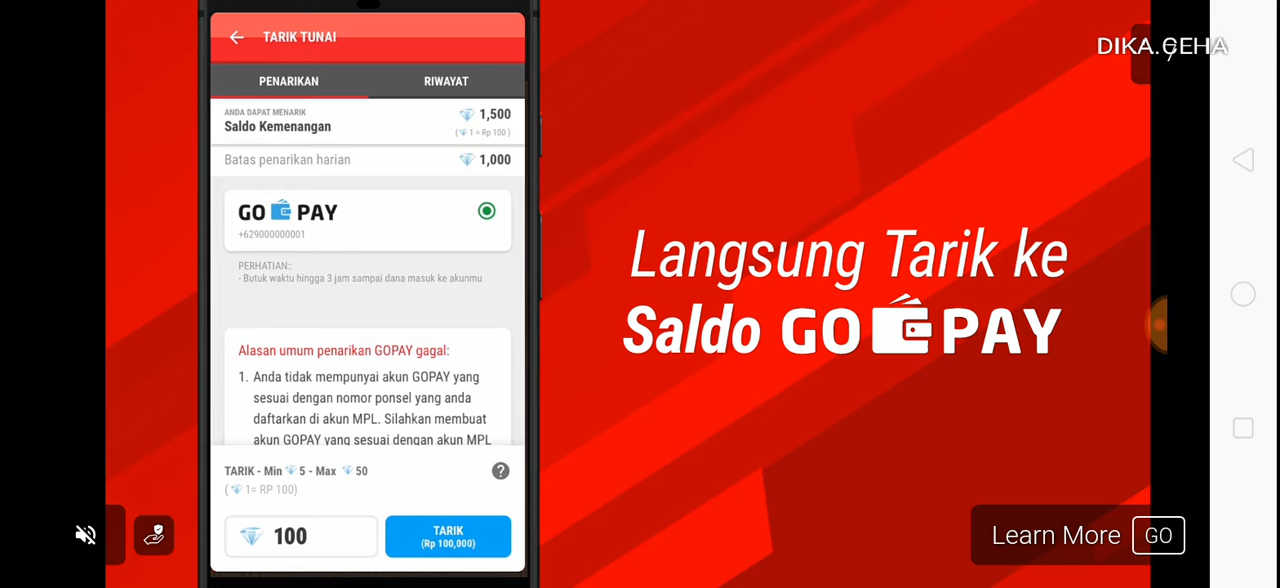 TARIK TUNAI
PENARIKAN
RIWAYAT
ANDA DAPAT MENARIK
Saldo Kemenangan
1,500
( 1 = Rp 100 )
Batas penarikan harian
1,000
GO PAY
+629000000001
PERHATIAN::
- Butuk waktu hingga 3 jam sampai dana masuk ke akunmu
Alasan umum penarikan GOPAY gagal:
1. Anda tidak mempunyai akun GOPAY yang
sesuai dengan nomor ponsel yang anda
daftarkan di akun MPL. Silahkan membuat
akun GOPAY yang sesuai dengan akun MPL
TARIK - Min 5 - Max 50
( 1= RP 100)
?
100
TARIK
(Rp 100,000)
Langsung Tarik ke
Saldo GO PAY
DIKA.GEHA
7
Learn More
GO